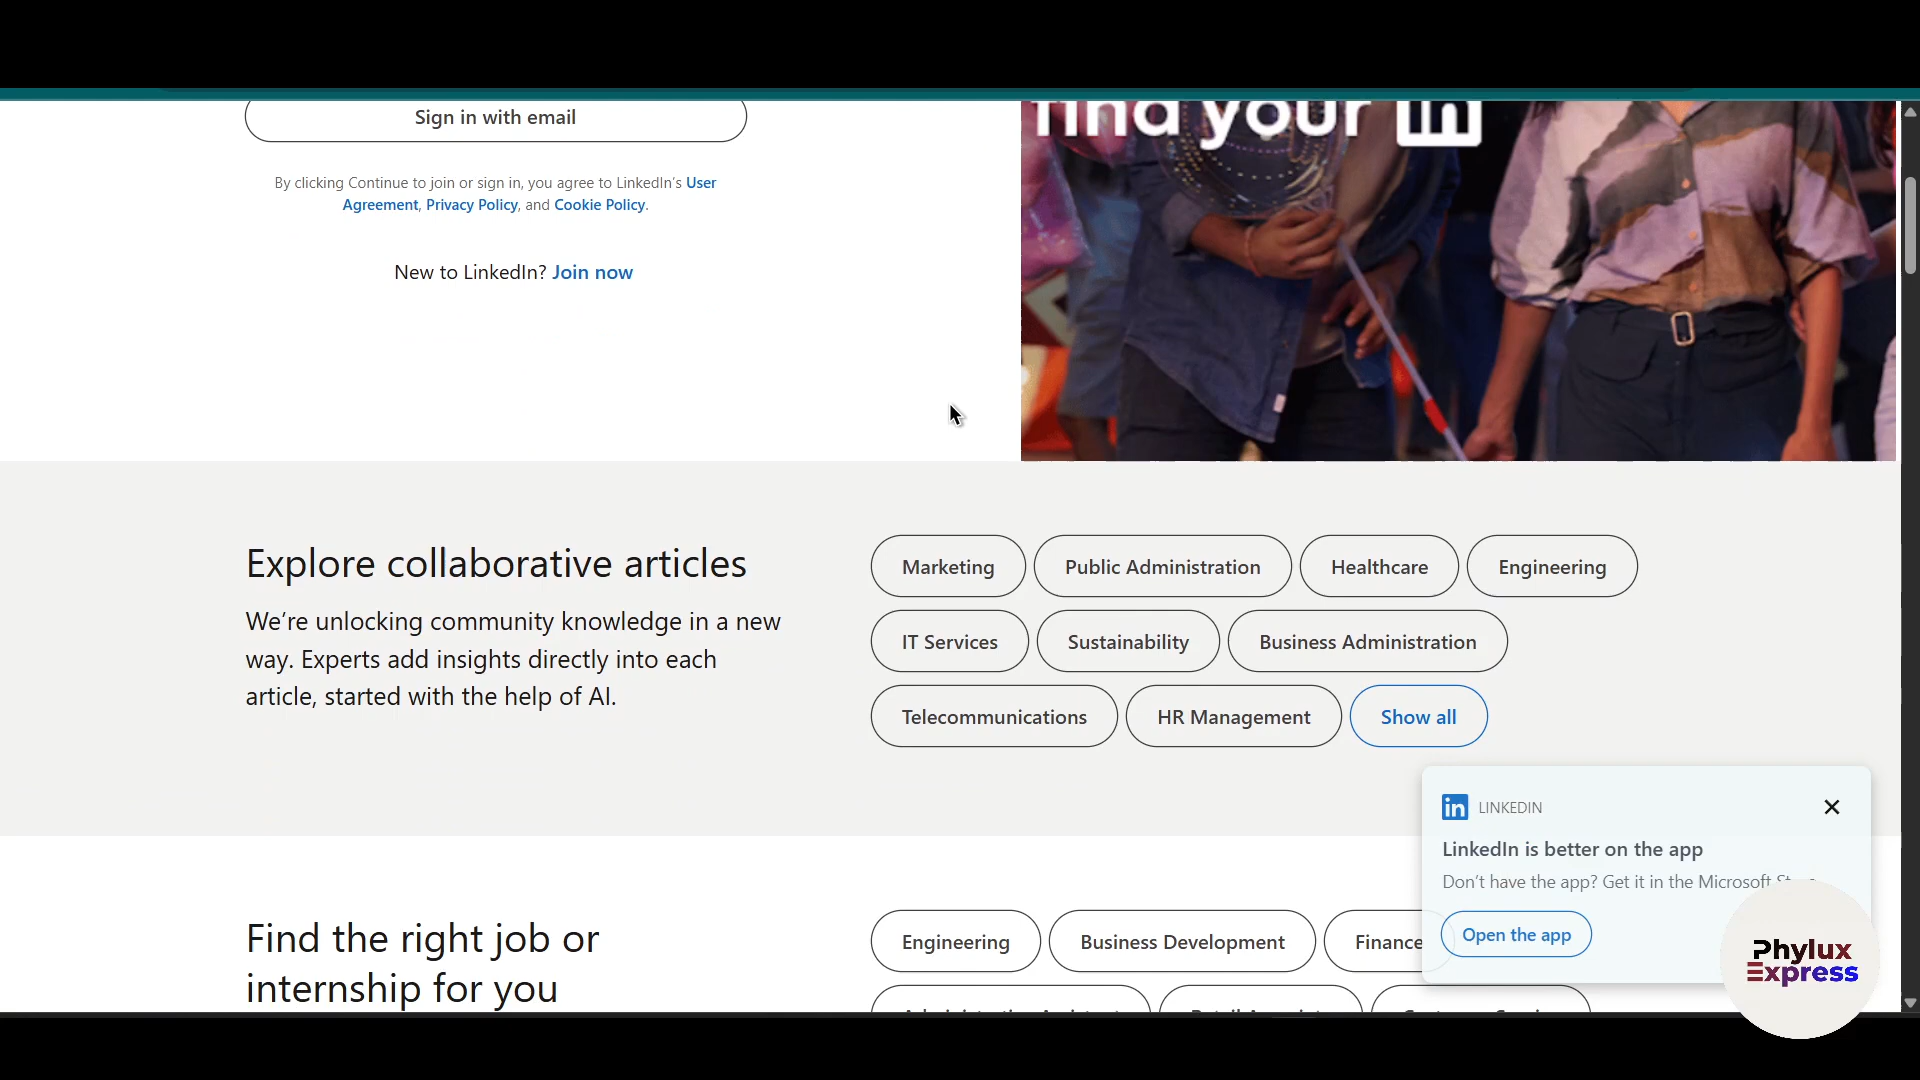 Sign in with email
find your in
By clicking Continue to join or sign in, you agree to LinkedIn's User
Agreement, Privacy Policy, and Cookie Policy.
New to LinkedIn? Join now
Explore collaborative articles
We're unlocking community knowledge in a new
way. Experts add insights directly into each
article, started with the help of AI.
Marketing
Public Administration
Healthcare
Engineering
IT Services
Sustainability
Business Administration
Telecommunications
HR Management
Show all
in LINKEDIN
LinkedIn is better on the app
Don't have the app? Get it in the Microsoft
Open the app
Find the right job or
internship for you
Engineering
Business Development
Finance
Phylux
Express